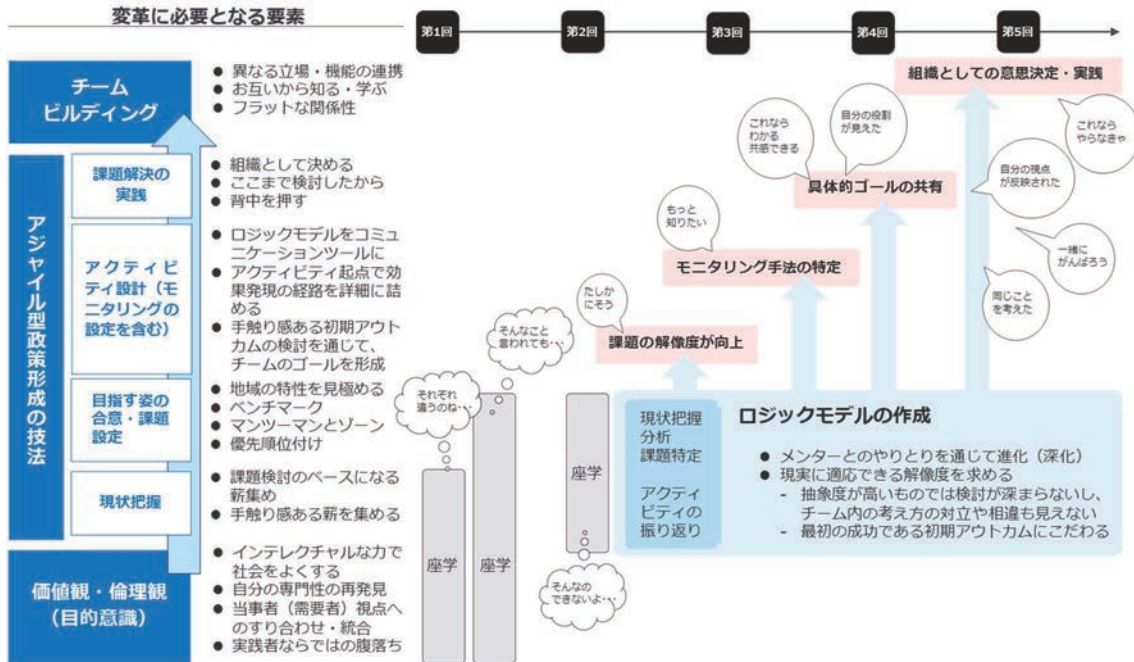 変革に必要となる要素
第1回
第2回
第3回
第4回
第5回
チーム
ビルディング
● 異なる立場・機能の連携
● お互いから知る・学ぶ
● フラットな関係性
アジャイル型政策形成の技法
課題解決の
実践
● 組織として決める
● ここまで検討したから
● 背中を押す
アクティビ
ティ設計（モ
ニタリングの
設定を含む）
● ロジックモデルをコミュ
ニケーションツールに
● アクティビティ起点で効
果発現の経路を詳細に詰
める
● 手触り感ある初期アウト
カムの検討を通じて、
チームのゴールを形成
目指す姿の
合意・課題
設定
● 地域の特性を見極める
● ベンチマーク
● マンツーマンとゾーン
● 優先順位付け
現状把握
● 課題検討のベースになる
薪集め
● 手触り感ある薪を集める
価値観・倫理観
(目的意識)
● インテレクチャルな力で
社会をよくする
● 自分の専門性の再発見
● 当事者（需要者）視点へ
のすり合わせ・統合
● 実践者ならではの腹落ち
組織としての意思決定・実践
これなら
やらなきゃ
自分の視点
が反映された
一緒に
がんばろう
同じこと
を考えた
これなら
わかる
共感できる
自分の役割
が見えた
具体的ゴールの共有
もっと
知りたい
モニタリング手法の特定
たしか
にそう
課題の解像度が向上
そんなこと
言われても・・・
それぞれ
違うのね・・・
座学
座学
座学
そんなの
できないよ・・・
現状把握
分析
課題特定
アクティ
ビティの
振り返り
ロジックモデルの作成
● メンターとのやりとりを通じて進化（深化）
● 現実に適応できる解像度を求める
- 抽象度が高いものでは検討が深まらないし、
チーム内の考え方の対立や相違も見えない
- 最初の成功である初期アウトカムにこだわる